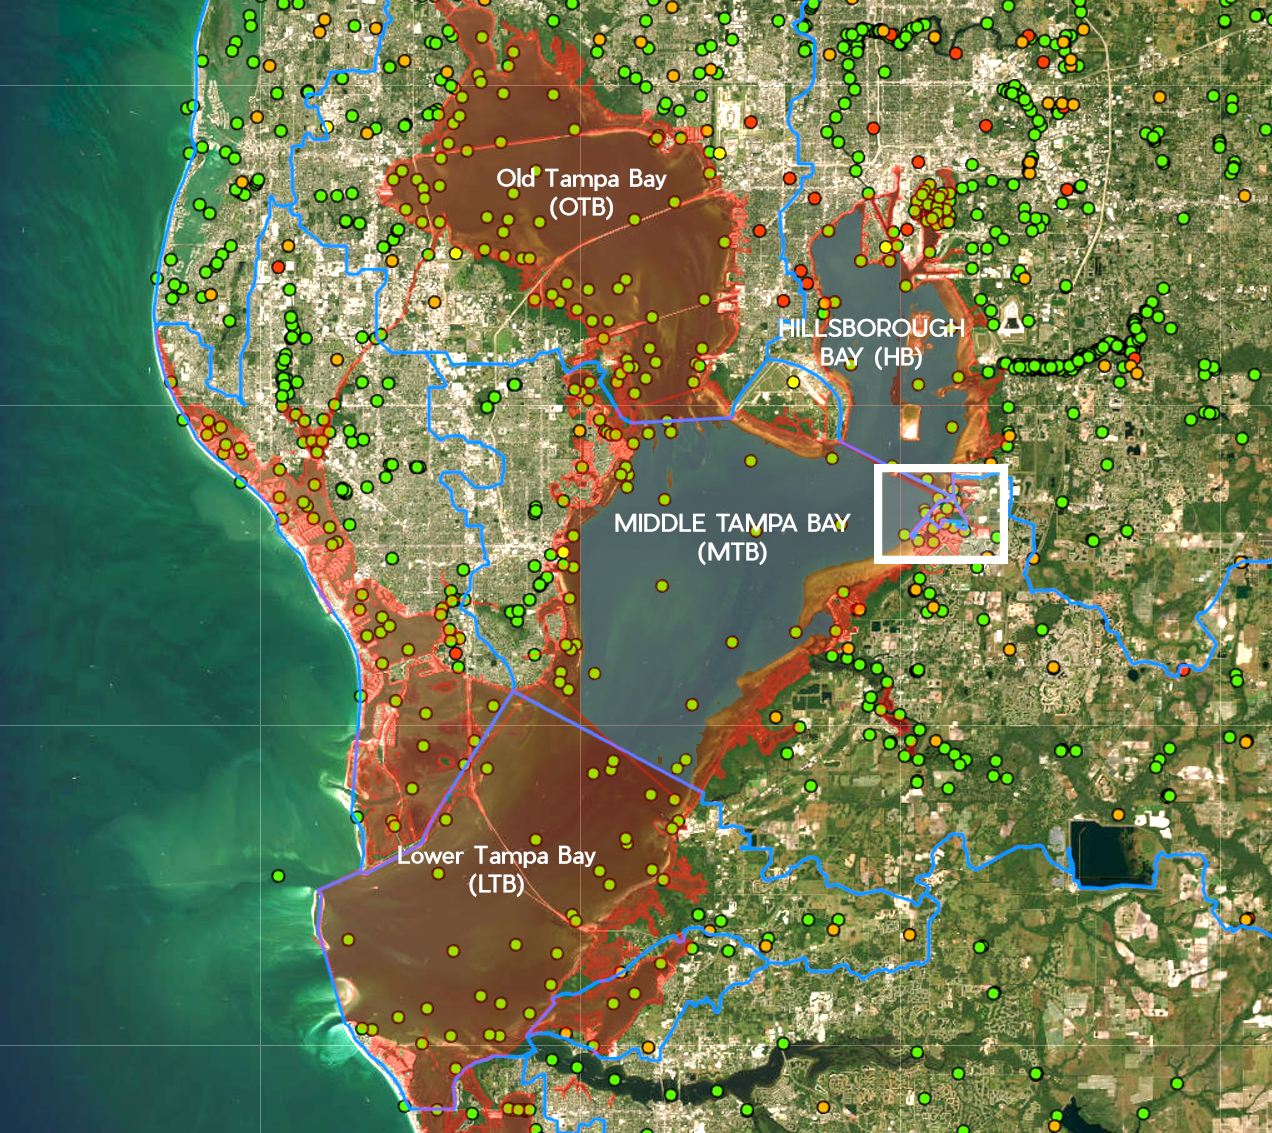 Old Tampa Bay
(OTB)
HILLSBOROUGH
BAY (HB)
MIDDLE TAMPA BAY
(MTB)
Lower Tampa Bay
(LTB)